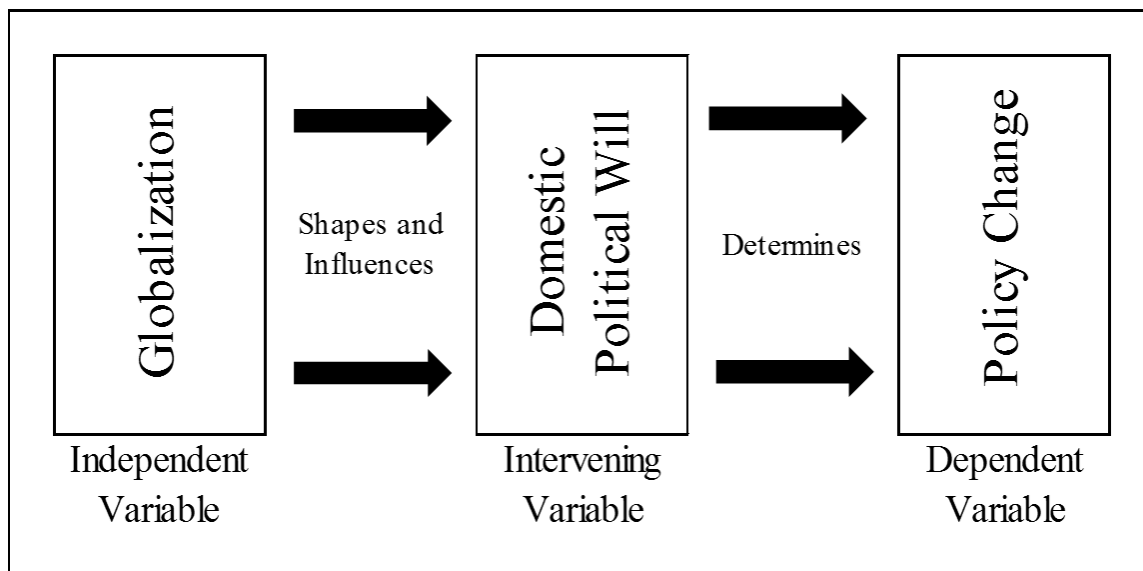 Globalization
Independent
Variable
Shapes and
Influences
Domestic
Political Will
Intervening
Variable
Determines
Policy Change
Dependent
Variable